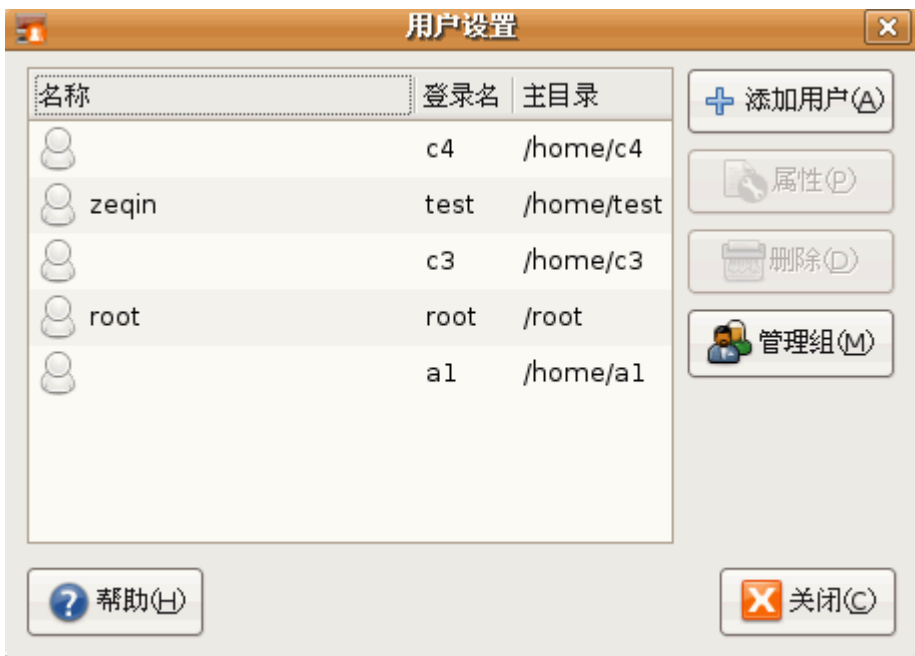 用户设置
名称 登录名 主目录
c4 /home/c4
zeqin test /home/test
c3 /home/c3
root root /root
a1 /home/a1
添加用户(A)
属性(P)
删除(D)
管理组(M)
帮助(H)
关闭(C)